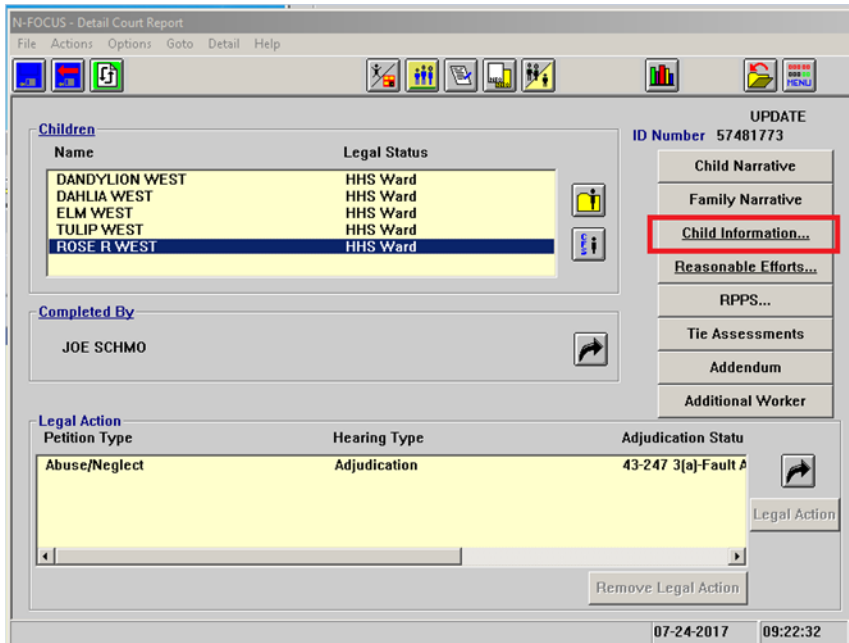 N-FOCUS - Detail Court Report
File Actions Options Goto Detail Help
MENU
UPDATE
ID Number 57481773
Children
Name Legal Status
DANDYLION WEST HHS Ward
DAHLIA WEST HHS Ward
ELM WEST HHS Ward
TULIP WEST HHS Ward
ROSE R WEST HHS Ward
CFS
Child Narrative
Family Narrative
Child Information...
Reasonable Efforts...
RPPS...
Tie Assessments
Addendum
Additional Worker
Completed By
JOE SCHMO
Legal Action
Petition Type Hearing Type Adjudication Statu
Abuse/Neglect Adjudication 43-247 3(a)-Fault A
Legal Action
Remove Legal Action
07-24-2017 09:22:32